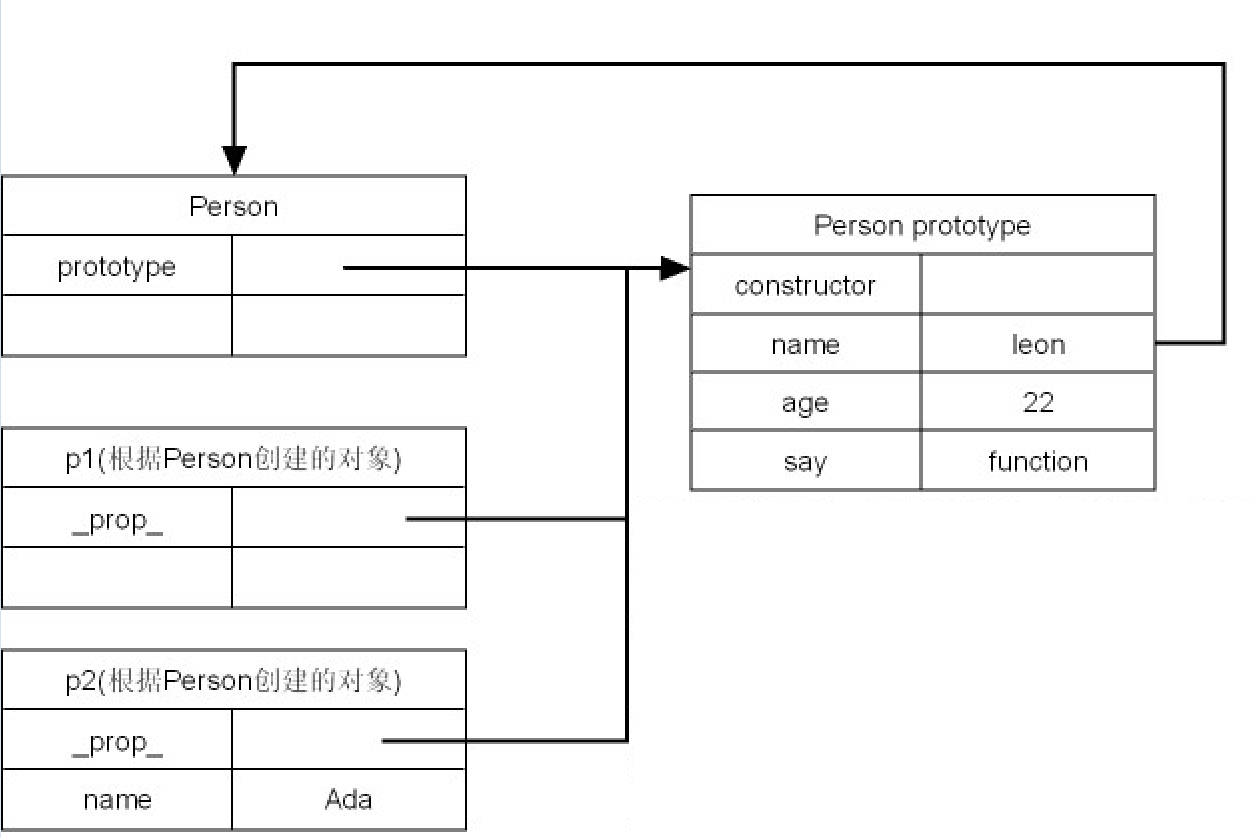 Person
prototype
Person prototype
constructor
name leon
age 22
say function
p1(根据Person创建的对象)
_prop_
p2(根据Person创建的对象)
_prop_
name Ada